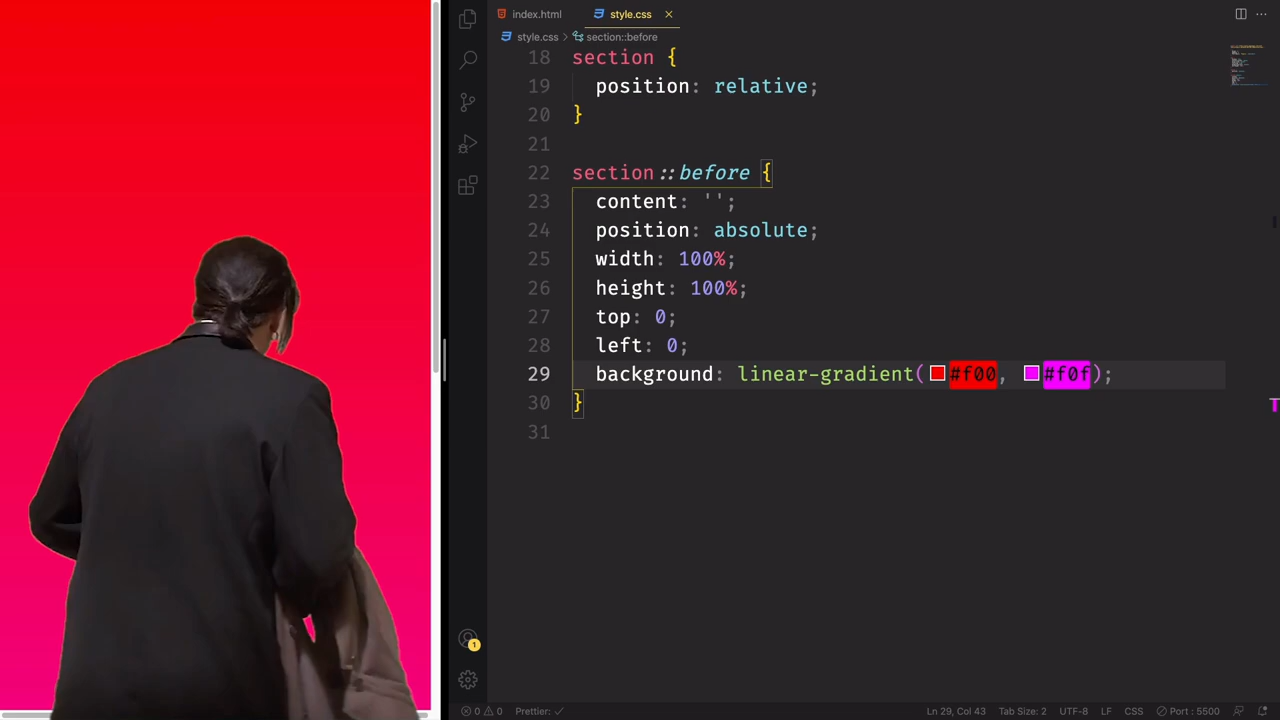 index.html
style.css
style.css > section::before
18 section {
19 position: relative;
20 }
21
22 section::before {
23 content: '';
24 position: absolute;
25 width: 100%;
26 height: 100%;
27 top: 0;
28 left: 0;
29 background: linear-gradient(#f00, #f0f);
30 }
31
1
T
0 0 Prettier: ✓ Ln 29, Col 43 Tab Size: 2 UTF-8 LF CSS Port : 5500